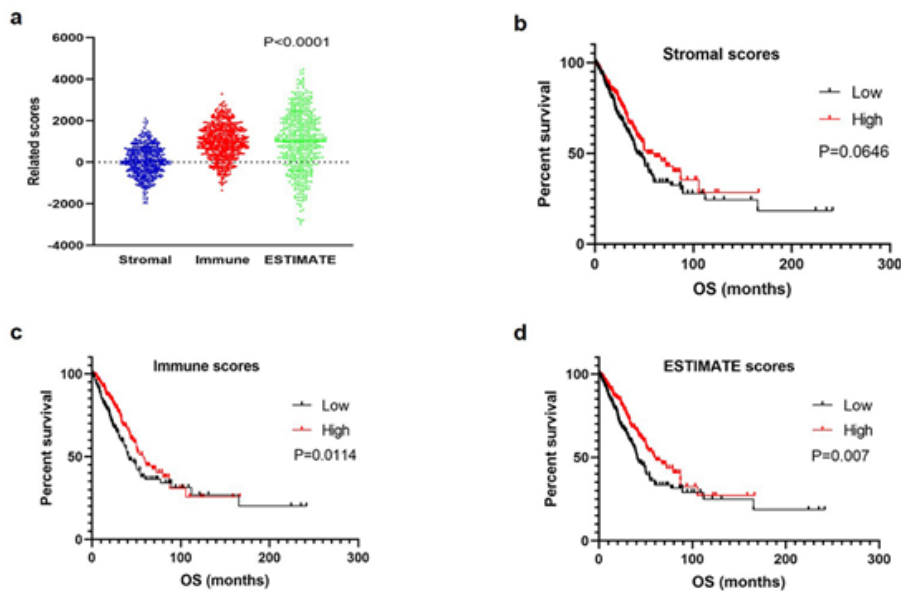 a
P<0.0001
Related scores
6000
4000
2000
0
-2000
-4000
Stromal Immune ESTIMATE
b
Stromal scores
Percent survival
100
50
0
Low
High
P=0.0646
0 100 200 300
OS (months)
c
Immune scores
Percent survival
100
50
0
Low
High
P=0.0114
0 100 200 300
OS (months)
d
ESTIMATE scores
Percent survival
100
50
0
Low
High
P=0.007
0 100 200 300
OS (months)